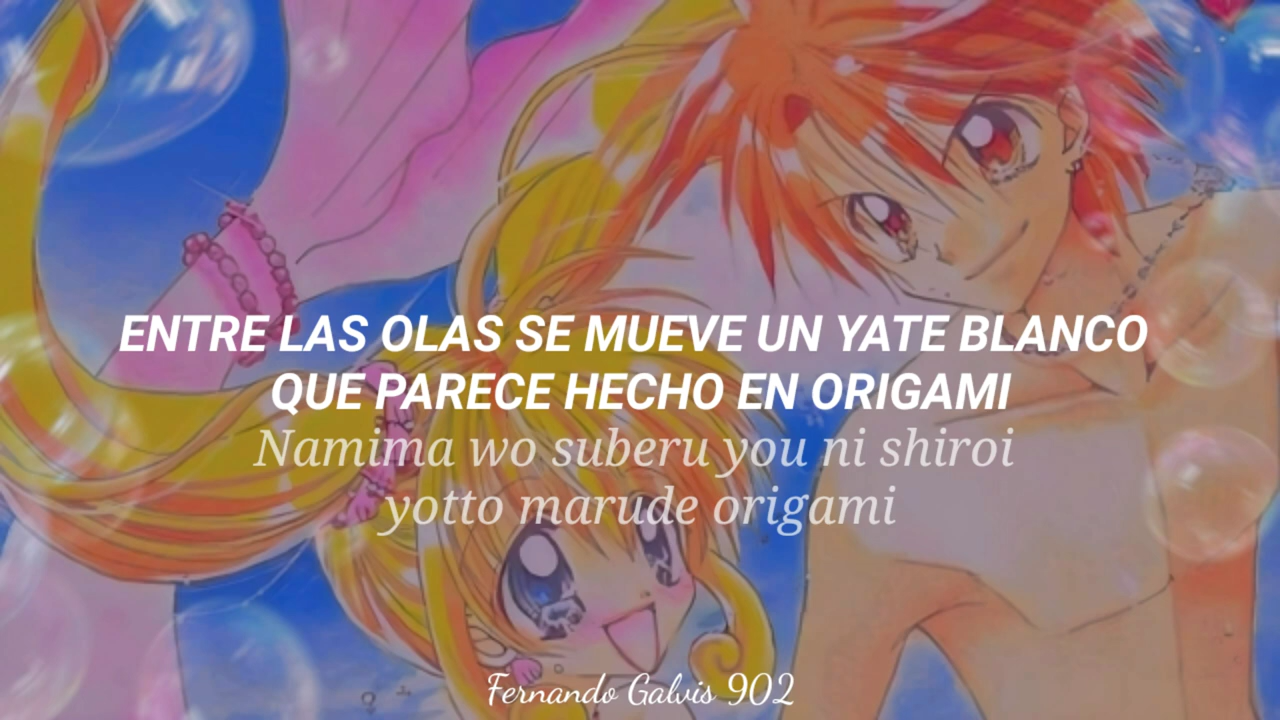 ENTRE LAS OLAS SE MUEVE UN YATE BLANCO
QUE PARECE HECHO EN ORIGAMI
Namima wo suberu you ni shiroi
yotto marude origami
Fernando Galvis 902